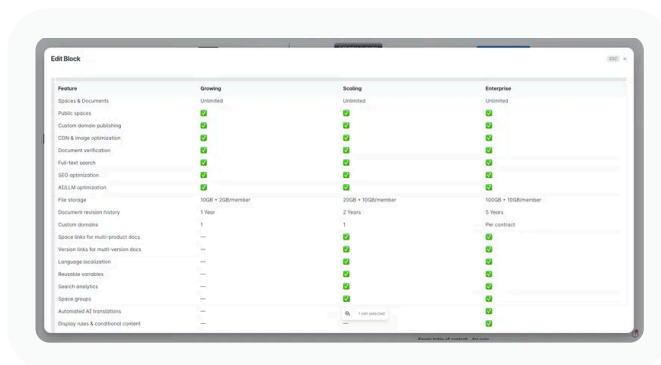 Edit Block
ESC ×
Feature Growing Scaling Enterprise
Spaces & Documents Unlimited Unlimited Unlimited
Public spaces ✅ ✅ ✅
Custom domain publishing ✅ ✅ ✅
CDN & image optimization ✅ ✅ ✅
Document verification ✅ ✅ ✅
Full-text search ✅ ✅ ✅
SEO optimization ✅ ✅ ✅
AI/LLM optimization ✅ ✅ ✅
File storage 10GB + 2GB/member 20GB + 10GB/member 100GB + 10GB/member
Document revision history 1 Year 2 Years 5 Years
Custom domains 1 1 Per contract
Space links for multi-product docs — ✅ ✅
Version links for multi-version docs — ✅ ✅
Language localization — ✅ ✅
Reusable variables — ✅ ✅
Search analytics — ✅ ✅
Space groups — ✅ ✅
Automated AI translations — ✅
1 cell selected
Display rules & conditional content — — ✅